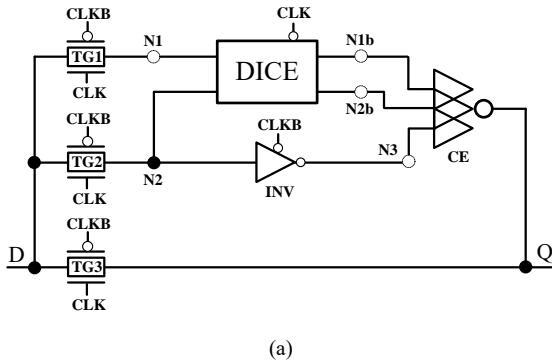 CLKB
TG1
CLK
N1
CLK
DICE
N1b
N2b
CLKB
TG2
CLK
N2
CLKB
INV
N3
CE
CLKB
D
TG3
CLK
Q
(a)